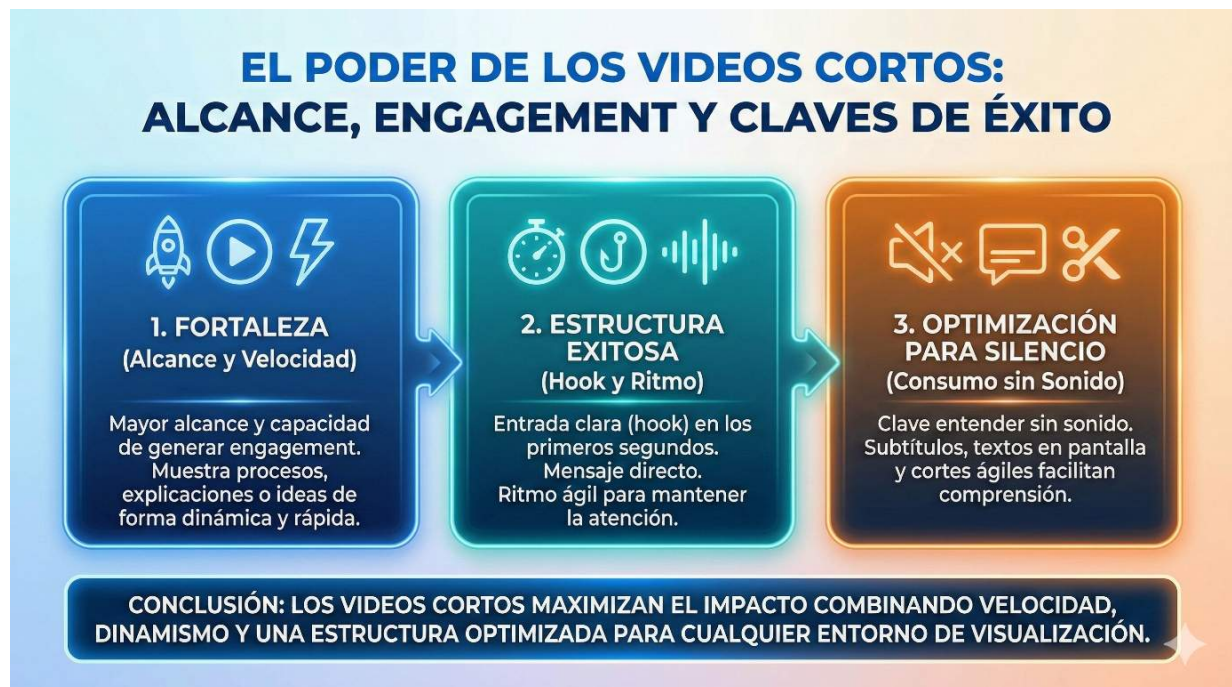 EL PODER DE LOS VIDEOS CORTOS:
ALCANCE, ENGAGEMENT Y CLAVES DE ÉXITO
1. FORTALEZA
(Alcance y Velocidad)
Mayor alcance y capacidad
de generar engagement.
Muestra procesos,
explicaciones o ideas de
forma dinámica y rápida.
2. ESTRUCTURA
EXITOSA
(Hook y Ritmo)
Entrada clara (hook) en los
primeros segundos.
Mensaje directo.
Ritmo ágil para mantener
la atención.
3. OPTIMIZACIÓN
PARA SILENCIO
(Consumo sin Sonido)
Clave entender sin sonido.
Subtítulos, textos en pantalla
y cortes ágiles facilitan
comprensión.
CONCLUSIÓN: LOS VIDEOS CORTOS MAXIMIZAN EL IMPACTO COMBINANDO VELOCIDAD,
DINAMISMO Y UNA ESTRUCTURA OPTIMIZADA PARA CUALQUIER ENTORNO DE VISUALIZACIÓN.